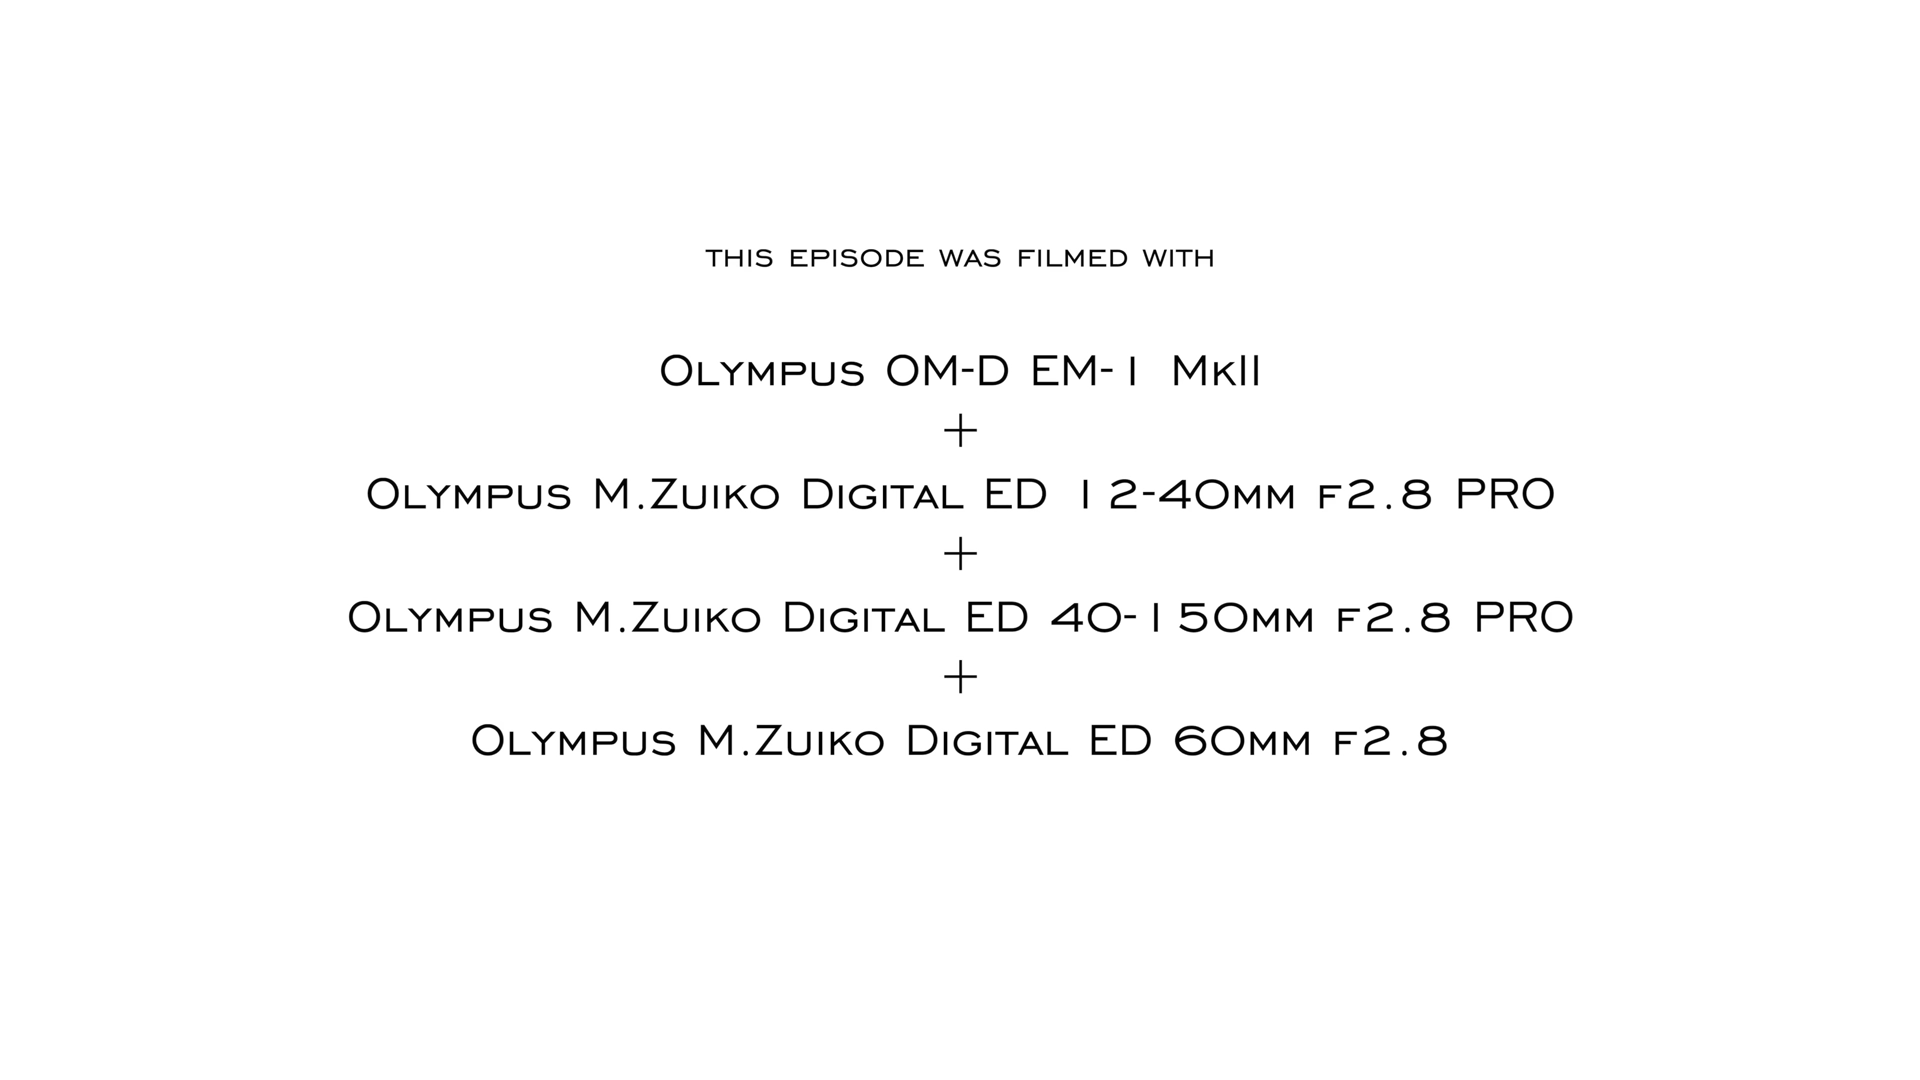 THIS EPISODE WAS FILMED WITH
OLYMPUS OM-D EM-1 MKII
+
OLYMPUS M.ZUIKO DIGITAL ED 12-40MM F2.8 PRO
+
OLYMPUS M.ZUIKO DIGITAL ED 40-150MM F2.8 PRO
+
OLYMPUS M.ZUIKO DIGITAL ED 60MM F2.8